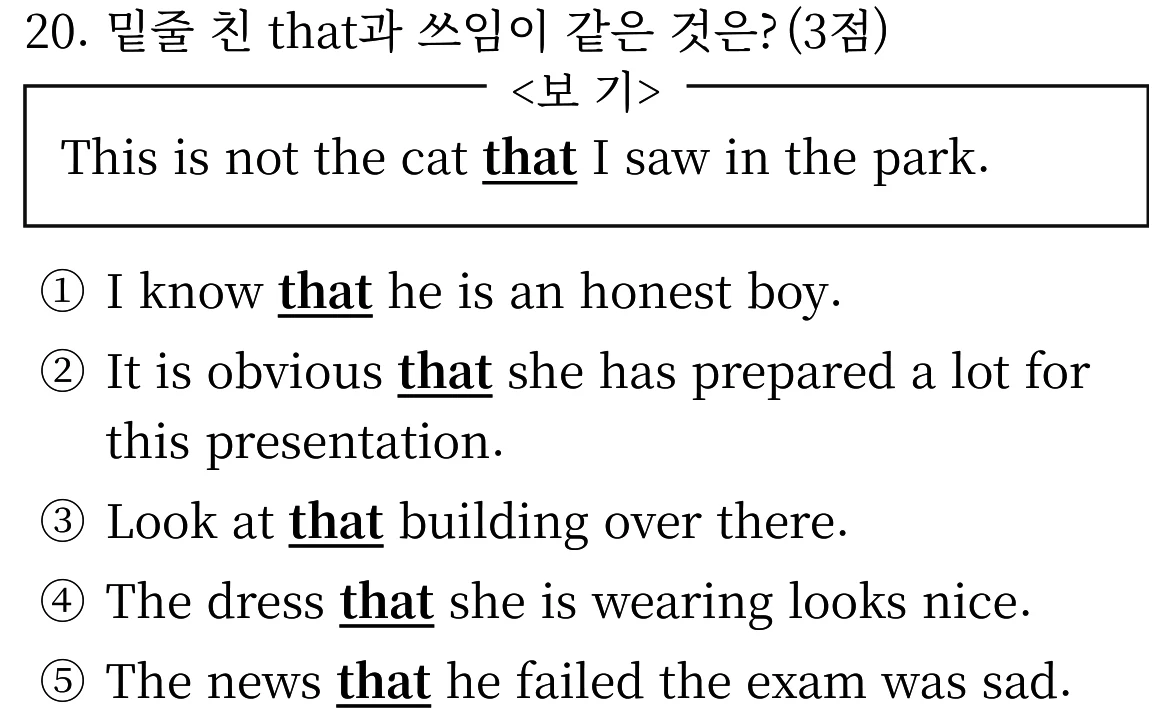 20. 밑줄 친 that과 쓰임이 같은 것은?(3점)
<보 기>
This is not the cat that I saw in the park.
① I know that he is an honest boy.
② It is obvious that she has prepared a lot for
this presentation.
③ Look at that building over there.
④ The dress that she is wearing looks nice.
⑤ The news that he failed the exam was sad.